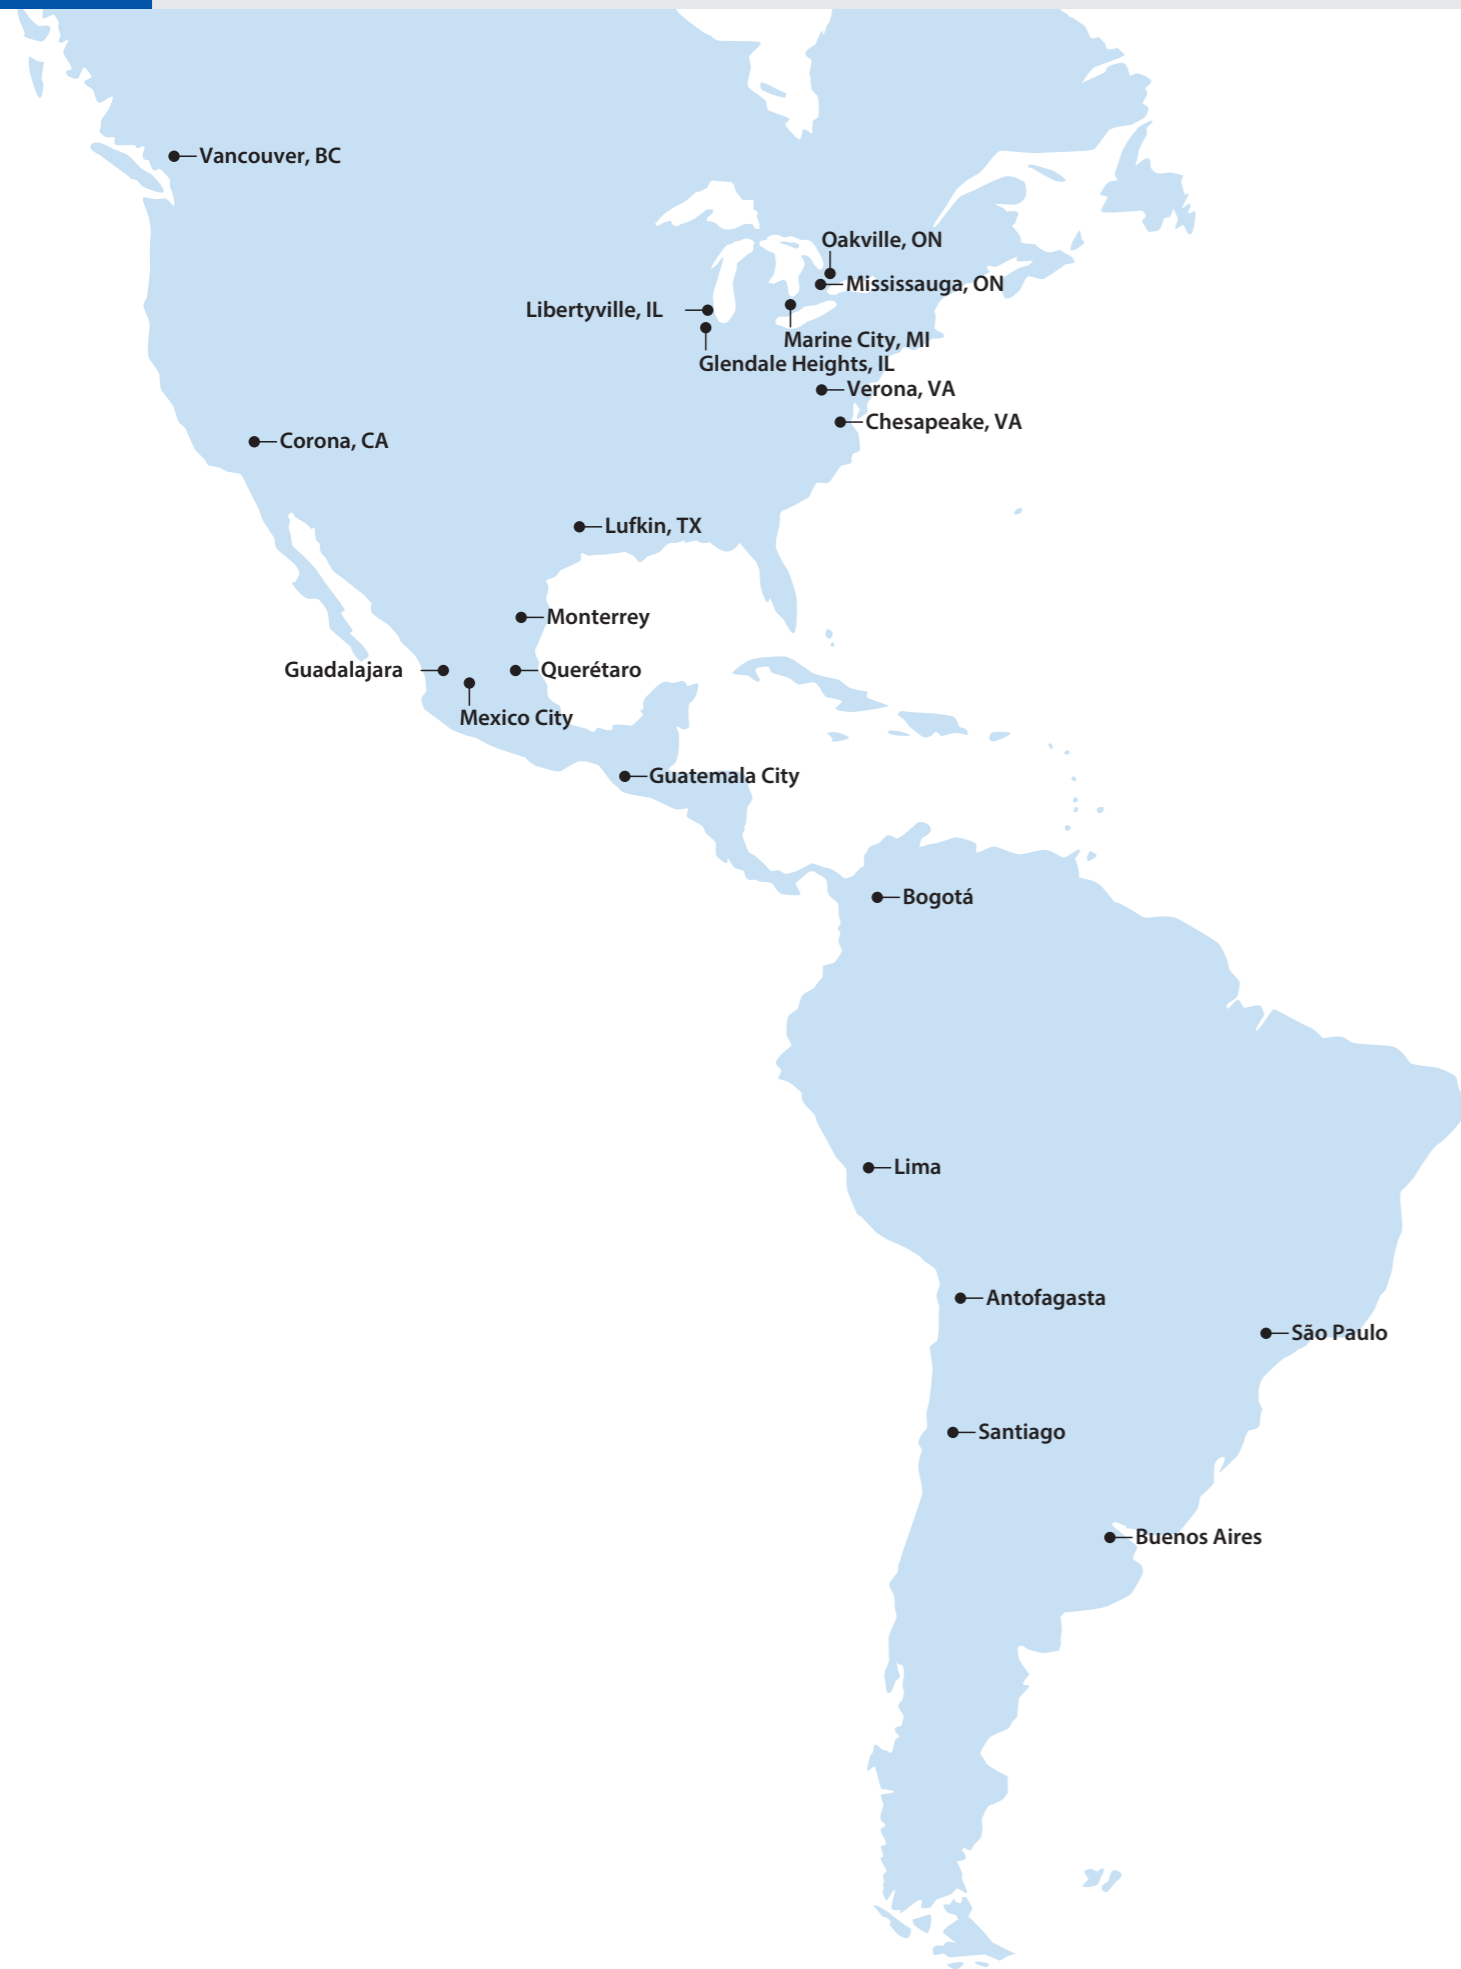 Vancouver, BC
Oakville, ON
Mississauga, ON
Libertyville, IL
Marine City, MI
Glendale Heights, IL
Verona, VA
Chesapeake, VA
Corona, CA
Lufkin, TX
Monterrey
Guadalajara
Querétaro
Mexico City
Guatemala City
Bogotá
Lima
Antofagasta
São Paulo
Santiago
Buenos Aires